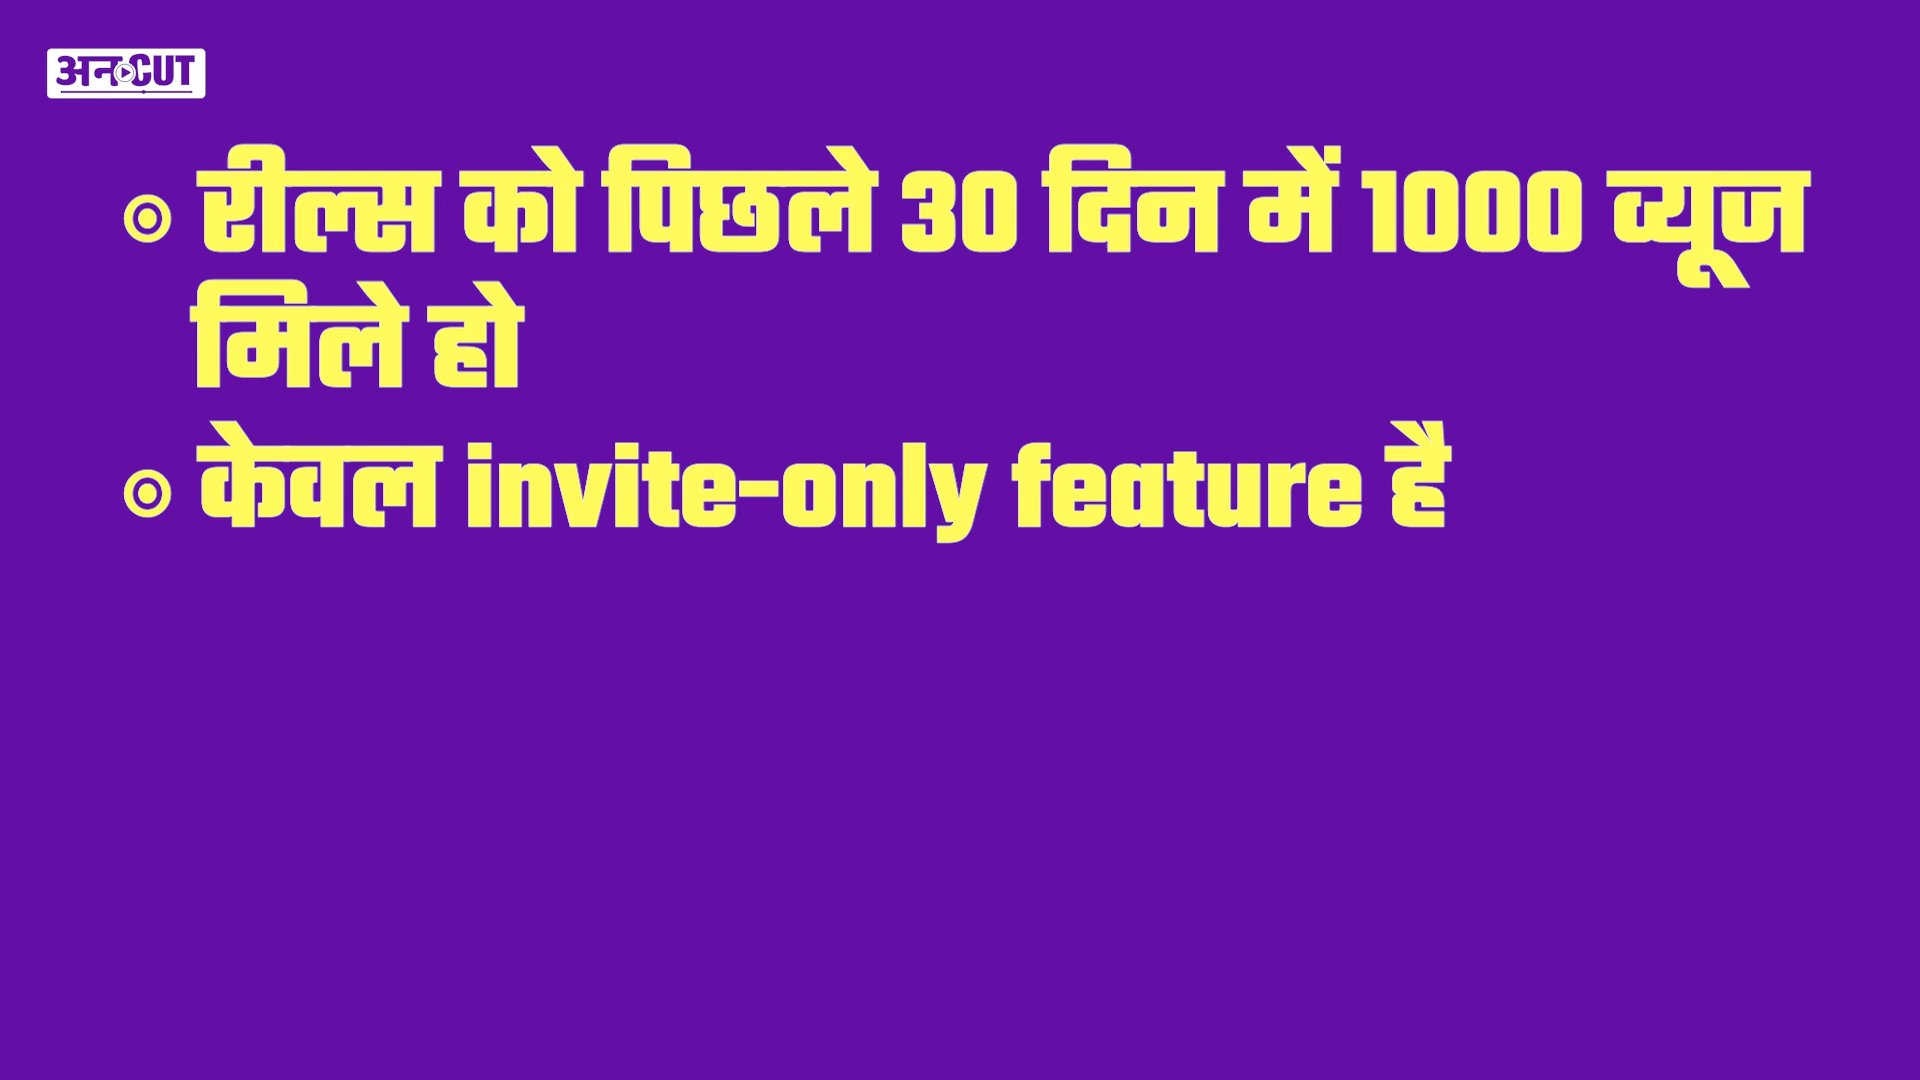 अनCUT
रील्स को पिछले 30 दिन में 1000 व्यूज
मिले हो
केवल invite-only feature है